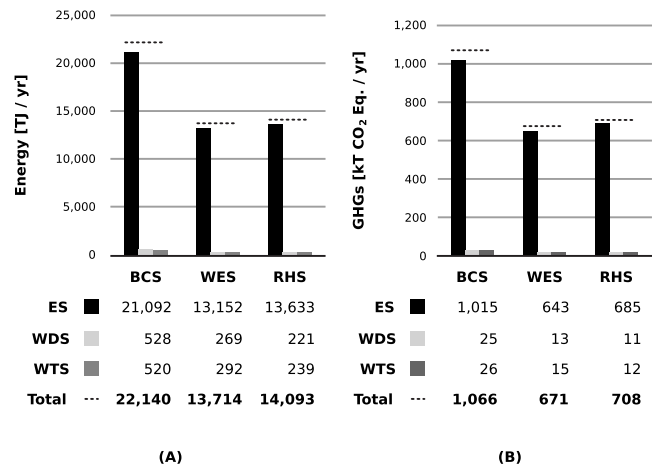 Energy [TJ / yr]
25,000
20,000
15,000
10,000
5,000
0
BCS WES RHS
ES 21,092 13,152 13,633
WDS 528 269 221
WTS 520 292 239
Total 22,140 13,714 14,093
(A)
GHGs [kT CO₂ Eq. / yr]
1,200
1,000
800
600
400
200
0
BCS WES RHS
ES 1,015 643 685
WDS 25 13 11
WTS 26 15 12
Total 1,066 671 708
(B)